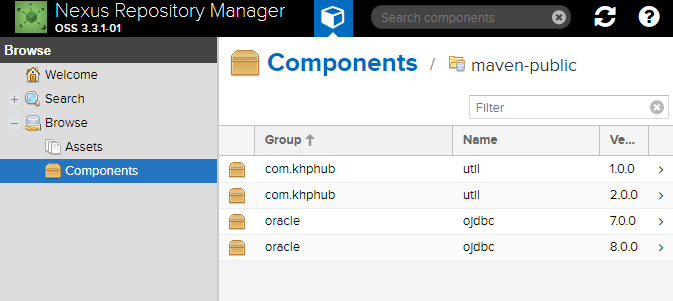 Nexus Repository Manager
OSS 3.3.1-01
Search components
Browse
Welcome
Search
Browse
Assets
Components
Components / maven-public
Filter
Group Name Ve...
com.khphub util 1.0.0
com.khphub util 2.0.0
oracle ojdbc 7.0.0
oracle ojdbc 8.0.0